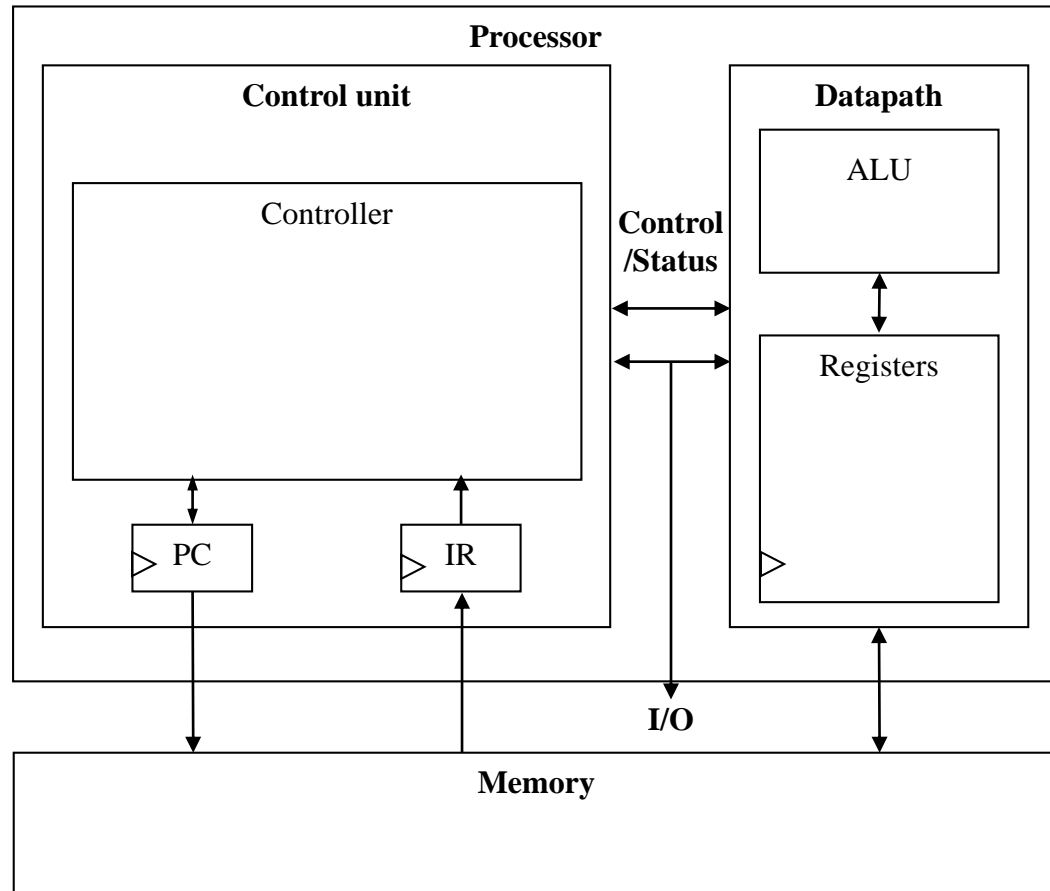 Processor
Control unit
Datapath
ALU
Controller
Control
/Status
Registers
PC
IR
I/O
Memory